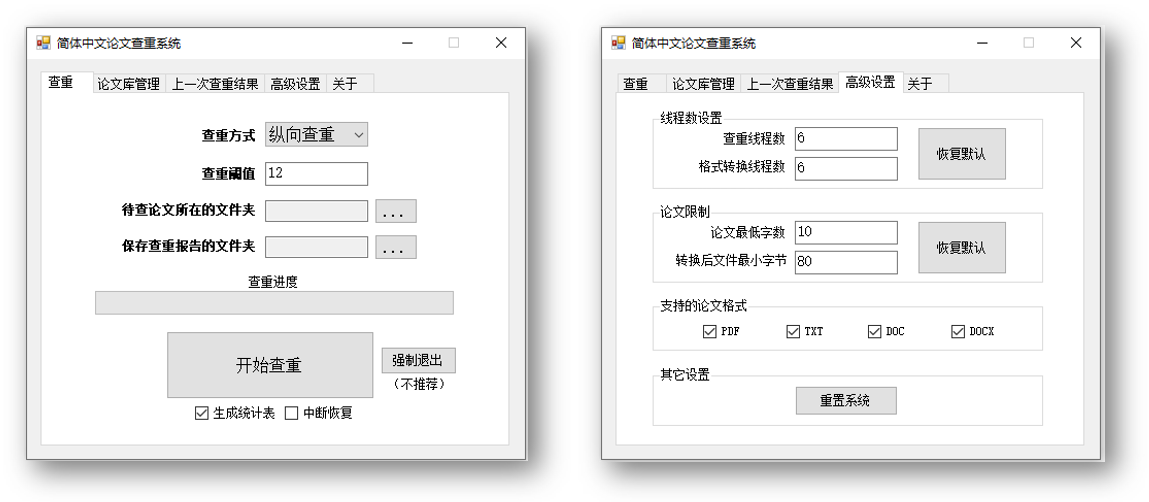 简体中文论文查重系统
查重 论文库管理 上一次查重结果 高级设置 关于
查重方式 纵向查重
查重阈值 12
待查论文所在的文件夹 ...
保存查重报告的文件夹 ...
查重进度
开始查重 强制退出
（不推荐）
生成统计表 中断恢复
简体中文论文查重系统
查重 论文库管理 上一次查重结果 高级设置 关于
线程数设置
查重线程数 6
格式转换线程数 6
恢复默认
论文限制
论文最低字数 10
转换后文件最小字节 80
恢复默认
支持的论文格式
PDF TXT DOC DOCX
其它设置
重置系统